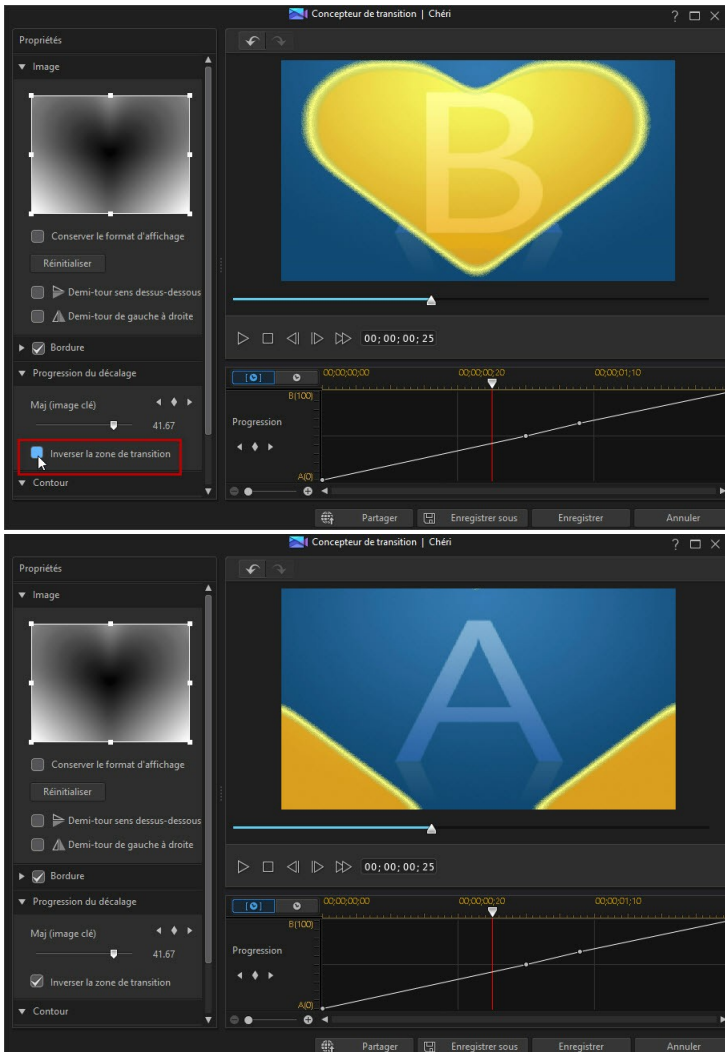 Concepteur de transition | Chéri
?
Propriétés
Image
B
A
Conserver le format d'affichage
Réinitialiser
Demi-tour sens dessus-dessous
Demi-tour de gauche à droite
00; 00; 00; 25
Bordure
Progression du décalage
00;00;00;00 00;00;00;20 00;00;01;10
B(100)
Maj (image clé)
41.67
Progression
Inverser la zone de transition
A(0)
Contour
Partager Enregistrer sous Enregistrer Annuler
Concepteur de transition | Chéri
?
Propriétés
Image
A
Conserver le format d'affichage
Réinitialiser
Demi-tour sens dessus-dessous
Demi-tour de gauche à droite
00; 00; 00; 25
Bordure
Progression du décalage
00;00;00;00 00;00;00;20 00;00;01;10
B(100)
Maj (image clé)
41.67
Progression
Inverser la zone de transition
A(0)
Contour
Partager Enregistrer sous Enregistrer Annuler